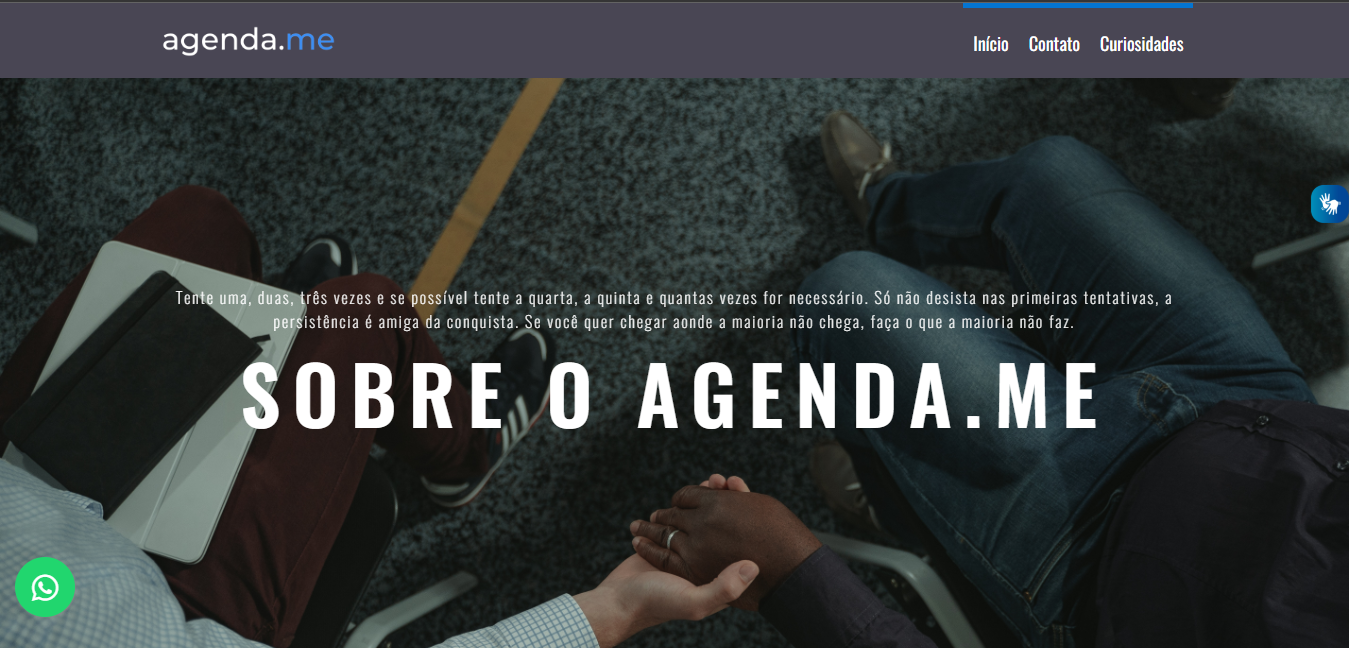 agenda.me
Início Contato Curiosidades
Tente uma, duas, três vezes e se possível tente a quarta, a quinta e quantas vezes for necessário. Só não desista nas primeiras tentativas, a
persistência é amiga da conquista. Se você quer chegar aonde a maioria não chega, faça o que a maioria não faz.
SOBRE O AGENDA.ME